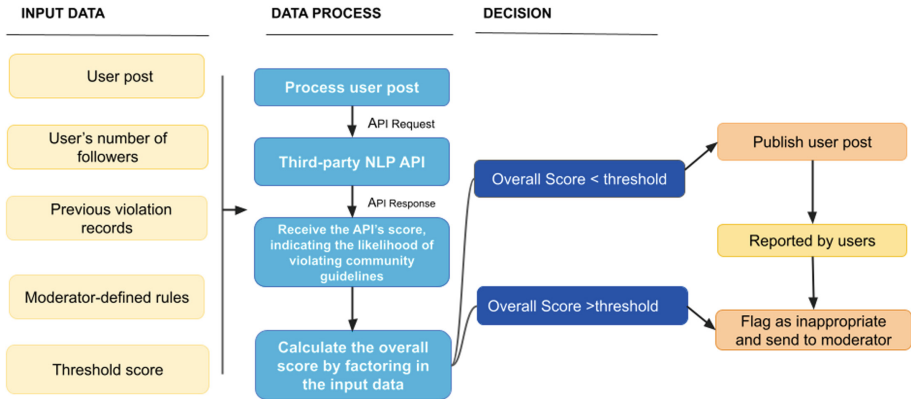 INPUT DATA
DATA PROCESS
DECISION
User post
User's number of
followers
Previous violation
records
Moderator-defined rules
Threshold score
Process user post
API Request
Third-party NLP API
API Response
Receive the API's score,
indicating the likelihood of
violating community
guidelines
Calculate the overall
score by factoring in
the input data
Overall Score < threshold
Overall Score >threshold
Publish user post
Reported by users
Flag as inappropriate
and send to moderator